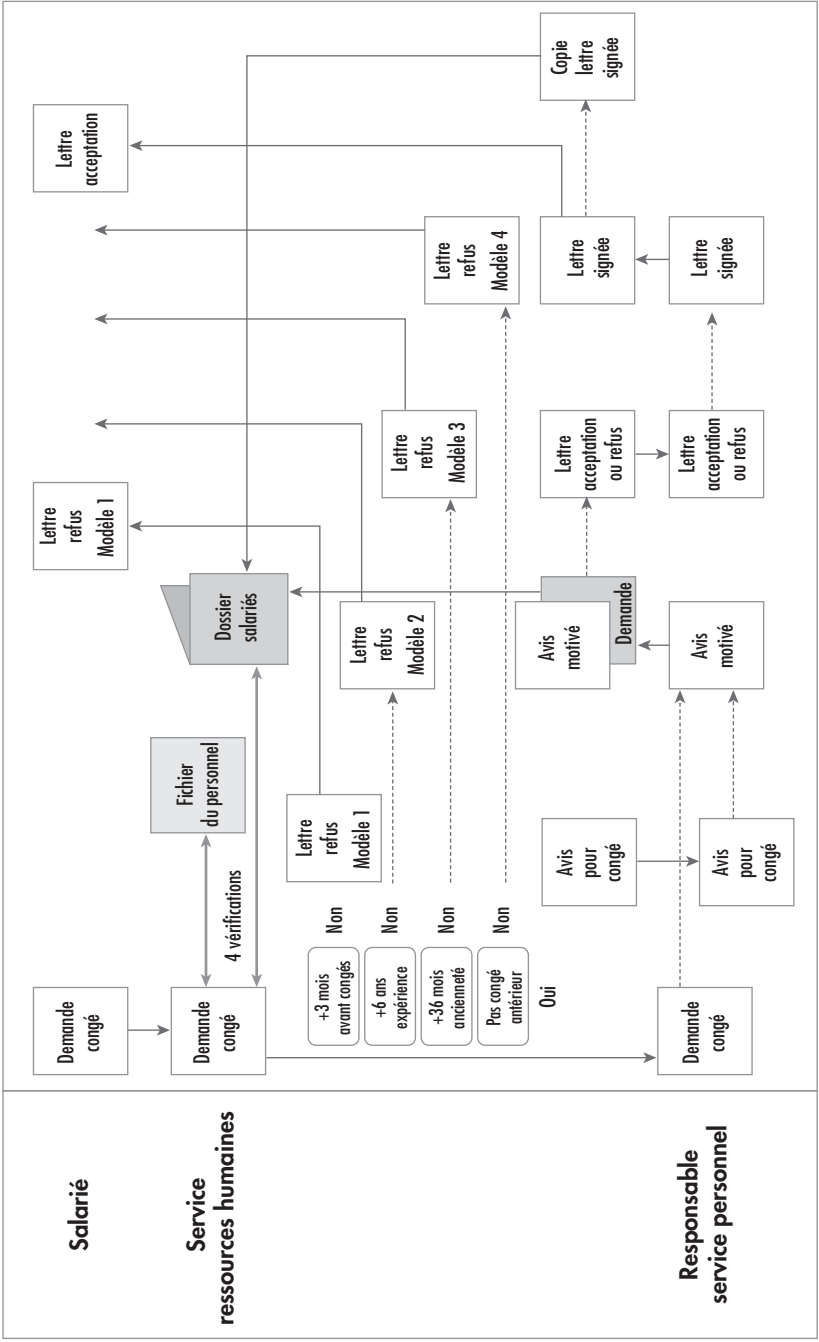 Salarié
Service
ressources humaines
Responsable
service personnel
Demande
congé
Lettre
refus
Modèle 1
Lettre
acceptation
Demande
congé
4 vérifications
Fichier
du personnel
Dossier
salariés
+3 mois
avant congés
Non
+6 ans
expérience
Non
+36 mois
ancienneté
Non
Pas congé
antérieur
Non
Oui
Lettre
refus
Modèle 1
Lettre
refus
Modèle 2
Lettre
refus
Modèle 3
Lettre
refus
Modèle 4
Avis
pour
congé
Avis
motivé
Demande
Lettre
acceptation
ou refus
Lettre
signée
Copie
lettre
signée
Demande
congé
Avis
pour
congé
Avis
motivé
Lettre
acceptation
ou refus
Lettre
signée